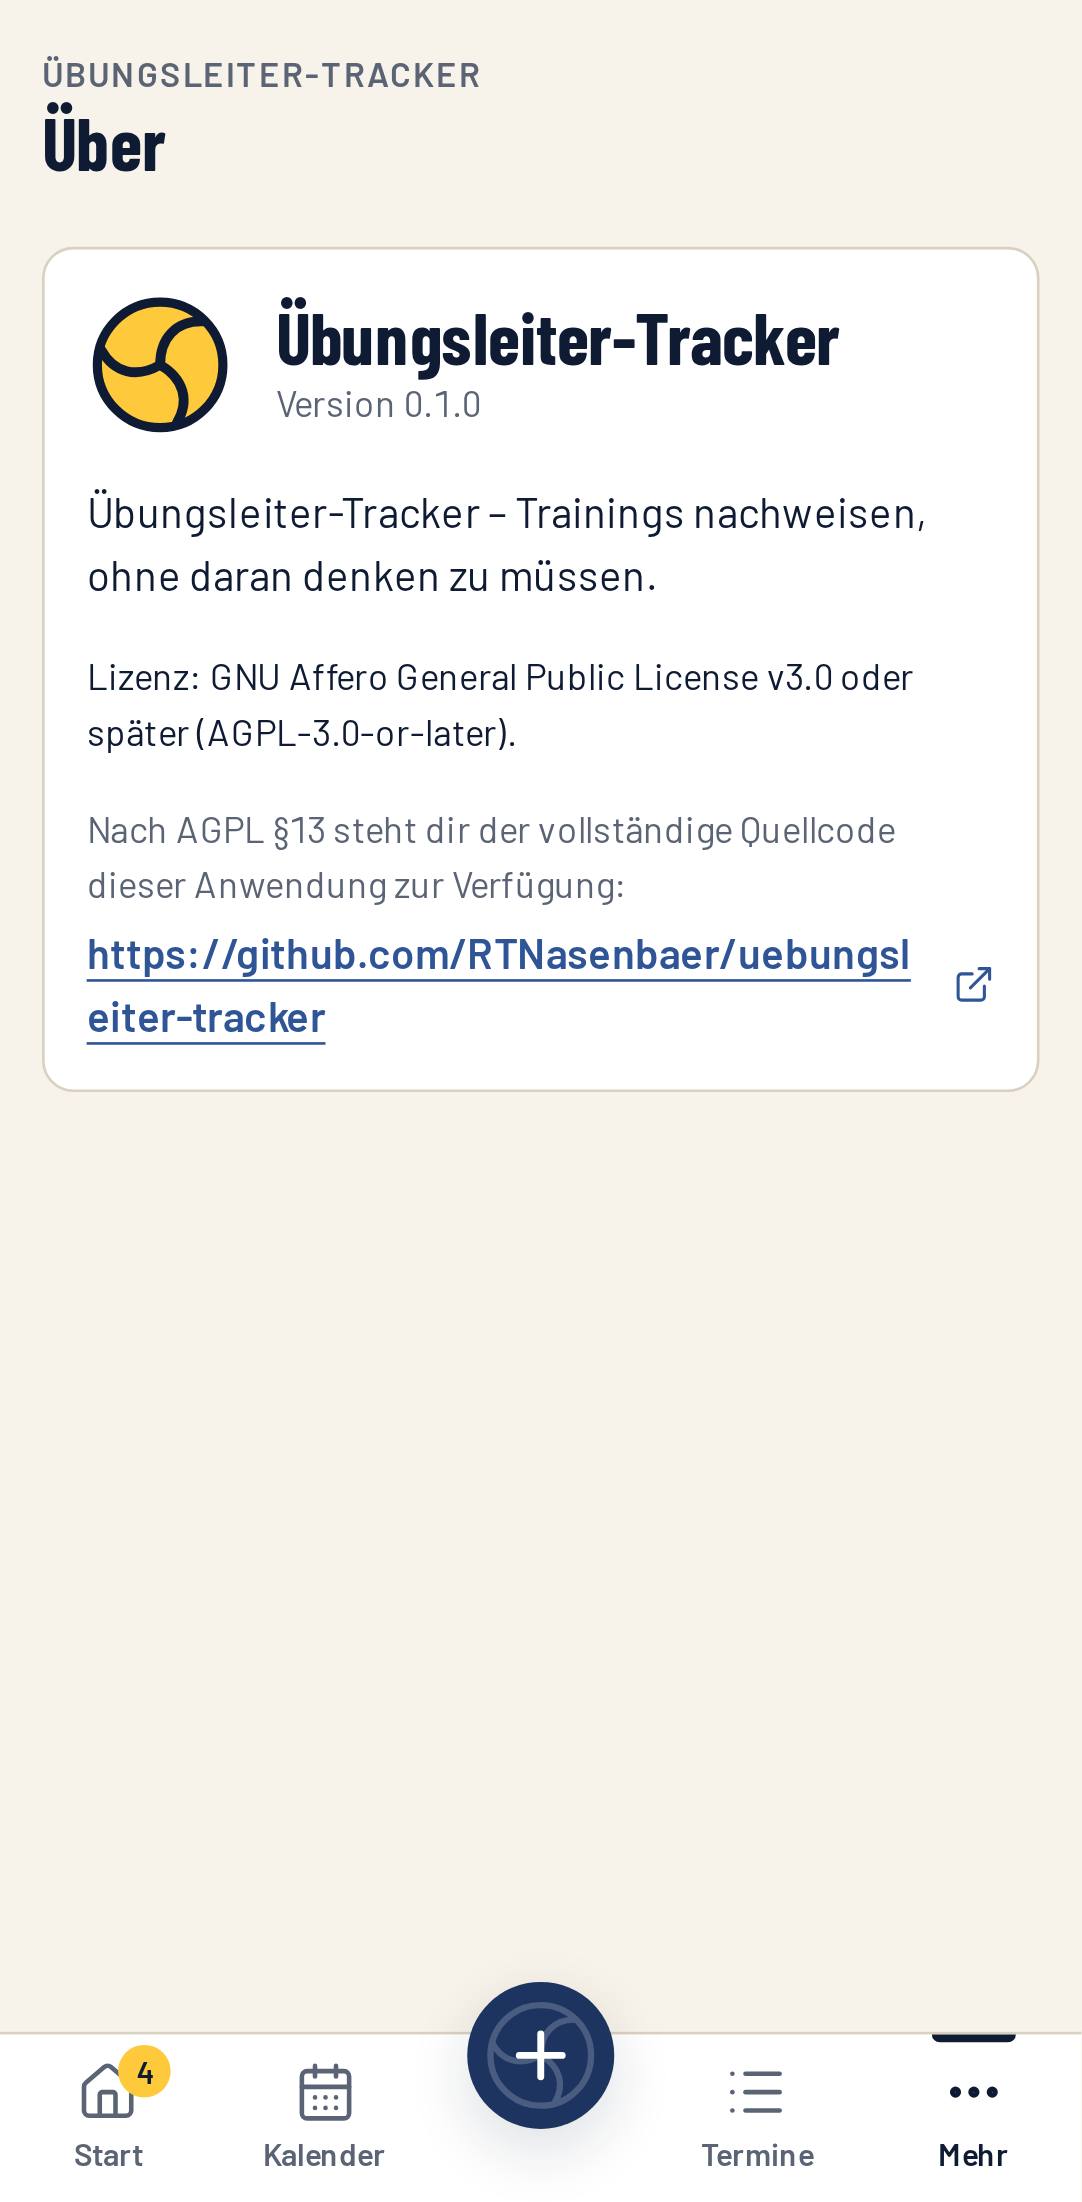 ÜBUNGSLEITER-TRACKER
Über
Übungsleiter-Tracker
Version 0.1.0
Übungsleiter-Tracker – Trainings nachweisen,
ohne daran denken zu müssen.
Lizenz: GNU Affero General Public License v3.0 oder
später (AGPL-3.0-or-later).
Nach AGPL §13 steht dir der vollständige Quellcode
dieser Anwendung zur Verfügung:
https://github.com/RTNasenbaer/uebungsl
eiter-tracker
4
Start
Kalender
Termine
Mehr